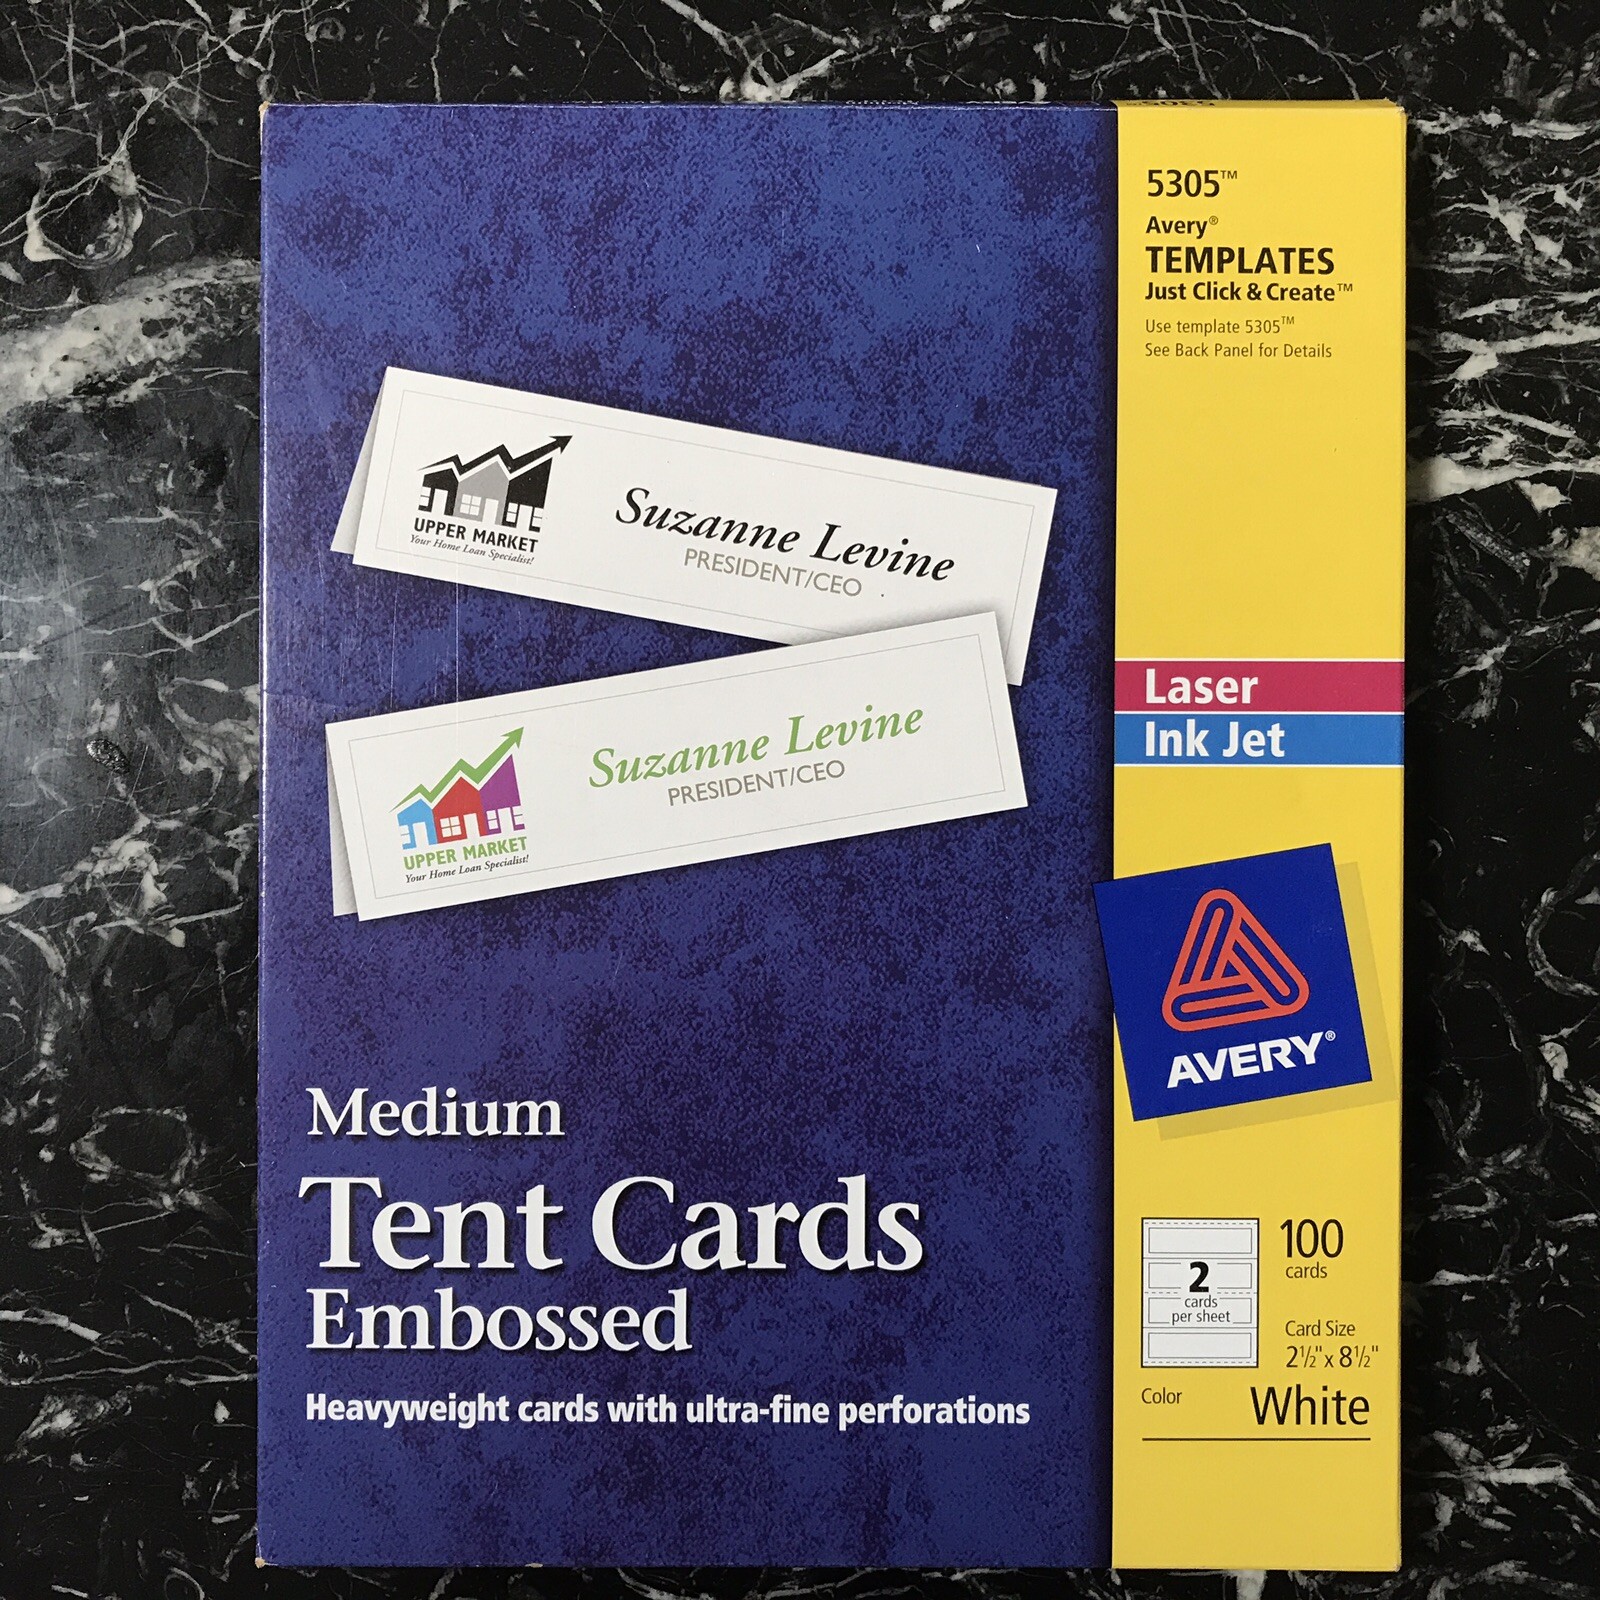 5305™
Avery®
TEMPLATES
Just Click & Create™
Use template 5305™
See Back Panel for Details
UPPER MARKET
Your Home Loan Specialist!
Suzanne Levine
PRESIDENT/CEO
Laser
Ink Jet
Suzanne Levine
PRESIDENT/CEO
UPPER MARKET
Your Home Loan Specialist!
AVERY®
Medium
Tent Cards
Embossed
Heavyweight cards with ultra-fine perforations
2
cards
per sheet
100
cards
Card Size
2½" x 8½"
Color
White